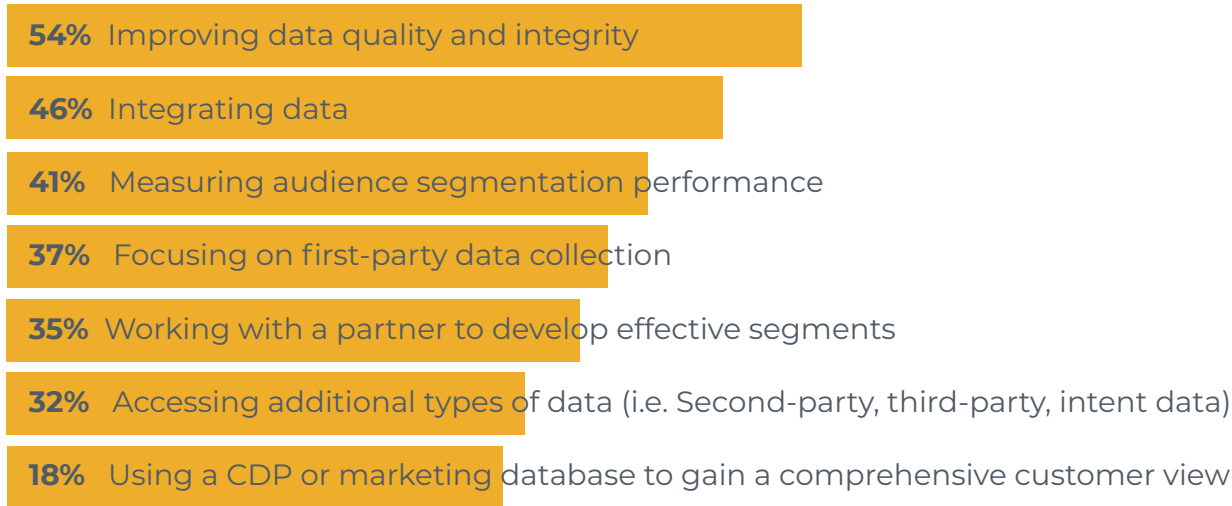 54% Improving data quality and integrity
46% Integrating data
41% Measuring audience segmentation performance
37% Focusing on first-party data collection
35% Working with a partner to develop effective segments
32% Accessing additional types of data (i.e. Second-party, third-party, intent data)
18% Using a CDP or marketing database to gain a comprehensive customer view